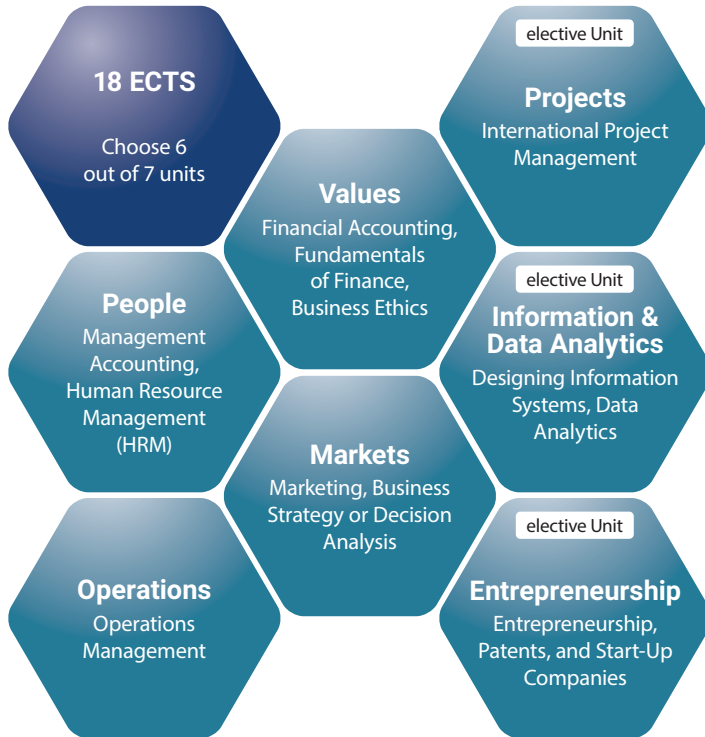 18 ECTS
Choose 6
out of 7 units
elective Unit
Projects
International Project
Management
Values
Financial Accounting,
Fundamentals
of Finance,
Business Ethics
People
Management
Accounting,
Human Resource
Management
(HRM)
elective Unit
Information &
Data Analytics
Designing Information
Systems, Data
Analytics
Markets
Marketing, Business
Strategy or Decision
Analysis
Operations
Operations
Management
elective Unit
Entrepreneurship
Entrepreneurship,
Patents, and Start-Up
Companies